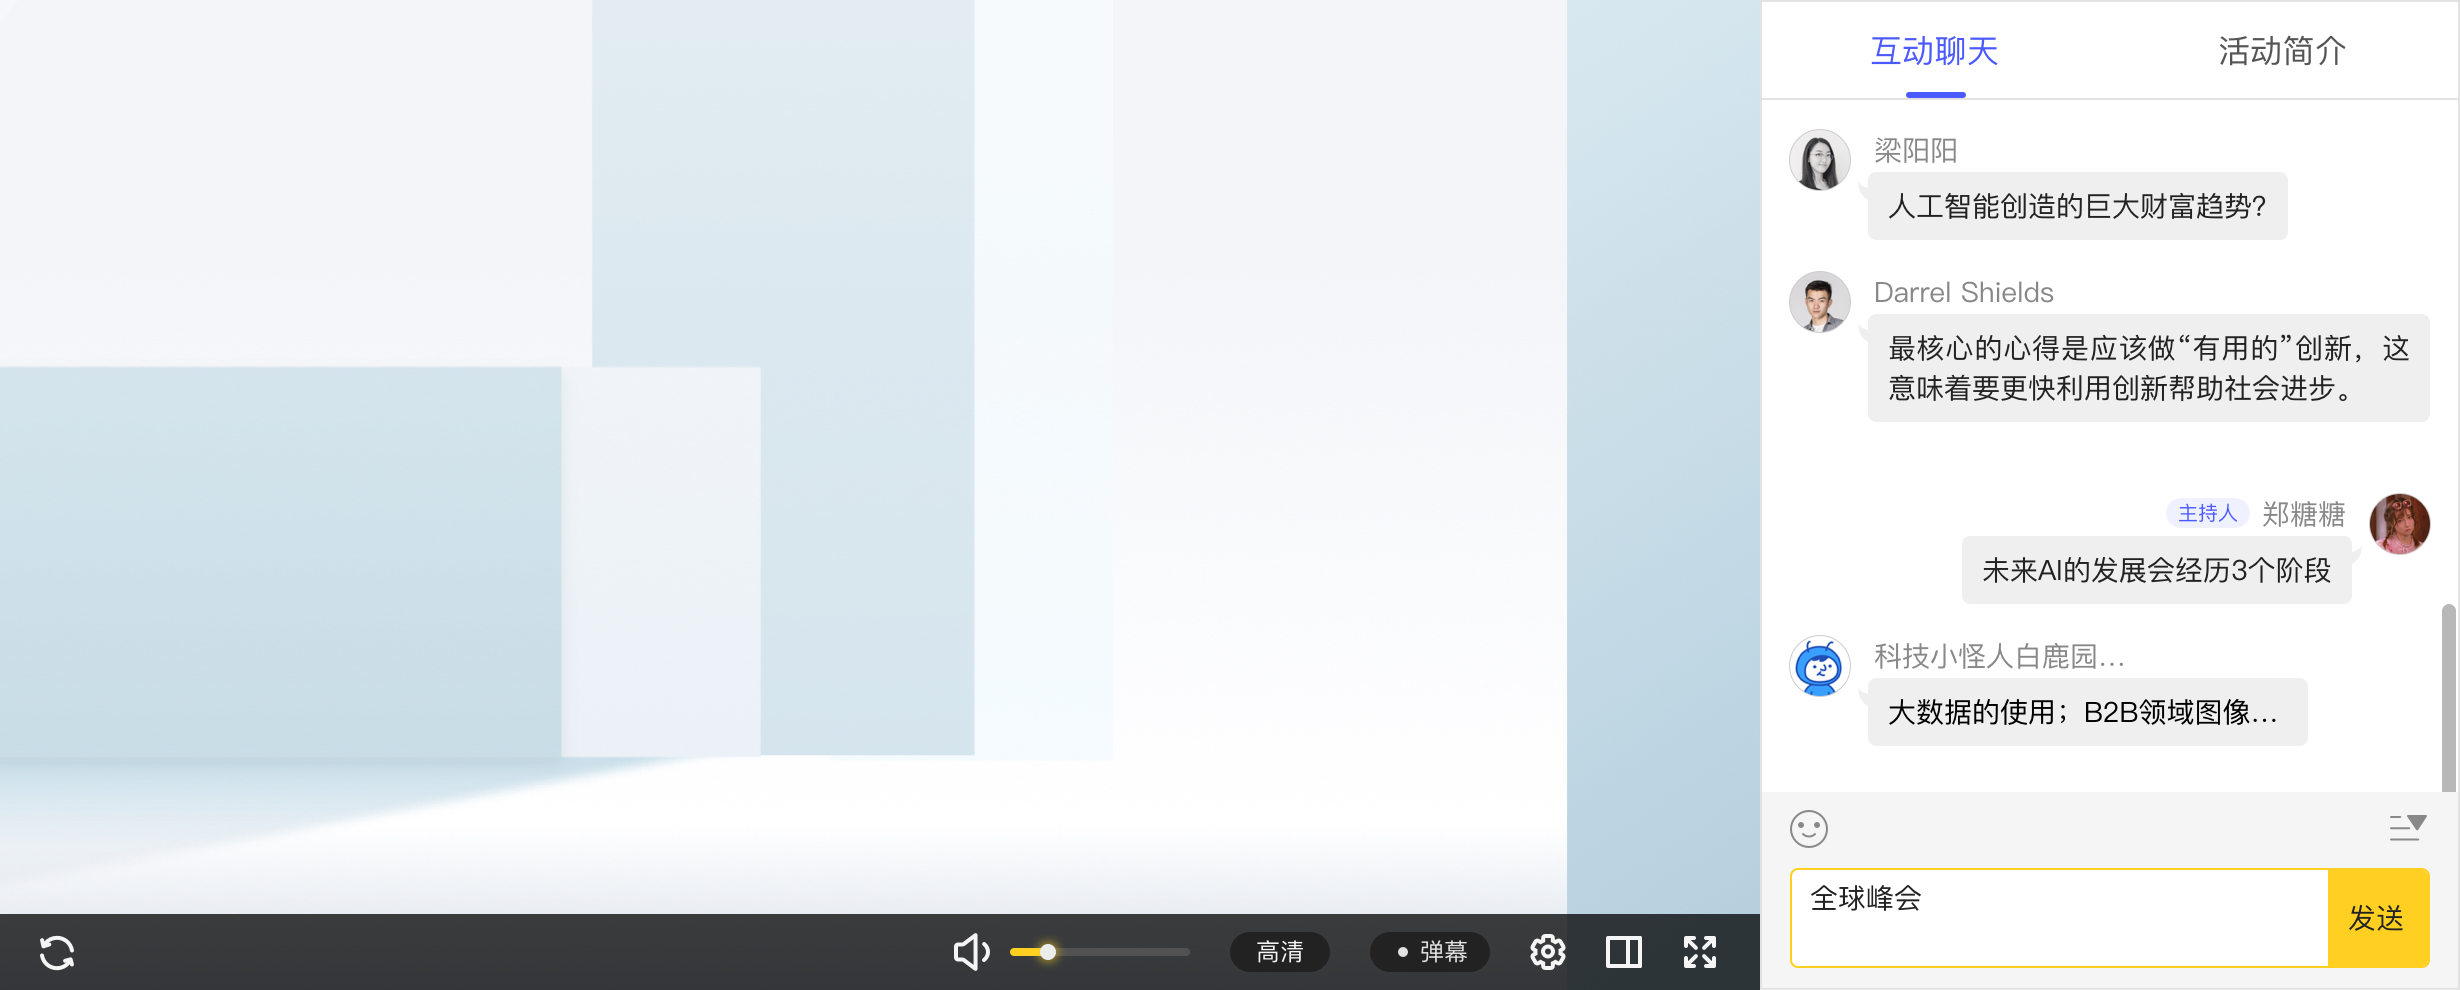 互动聊天
活动简介
梁阳阳
人工智能创造的巨大财富趋势？
Darrel Shields
最核心的心得是应该做“有用的”创新，这
意味着要更快利用创新帮助社会进步。
主持人 郑糖糖
未来AI的发展会经历3个阶段
科技小怪人白鹿园...
大数据的使用；B2B领域图像...
全球峰会
发送
高清
弹幕